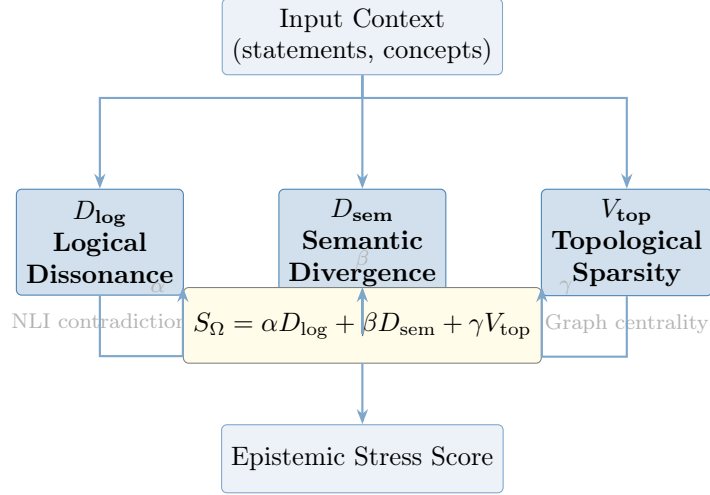 Input Context
(statements, concepts)
D_log
Logical
Dissonance
D_sem
Semantic
Divergence
V_top
Topological
Sparsity
α
β
γ
NLI contradiction
S_Ω = αD_log + βD_sem + γV_top
Graph centrality
Epistemic Stress Score